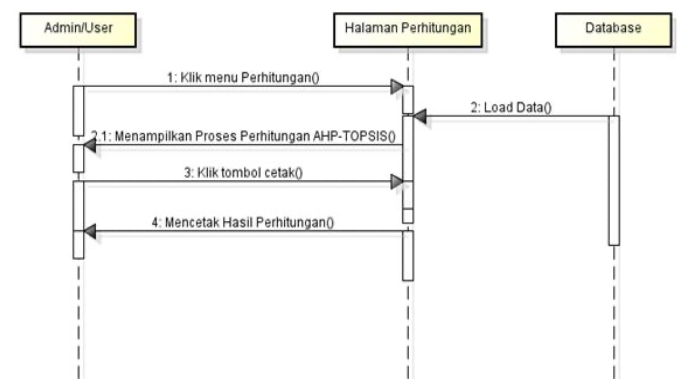 Admin/User
Halaman Perhitungan
Database
1: Klik menu Perhitungan()
2: Load Data()
2.1: Menampilkan Proses Perhitungan AHP-TOPSIS()
3: Klik tombol cetak()
4: Mencetak Hasil Perhitungan()